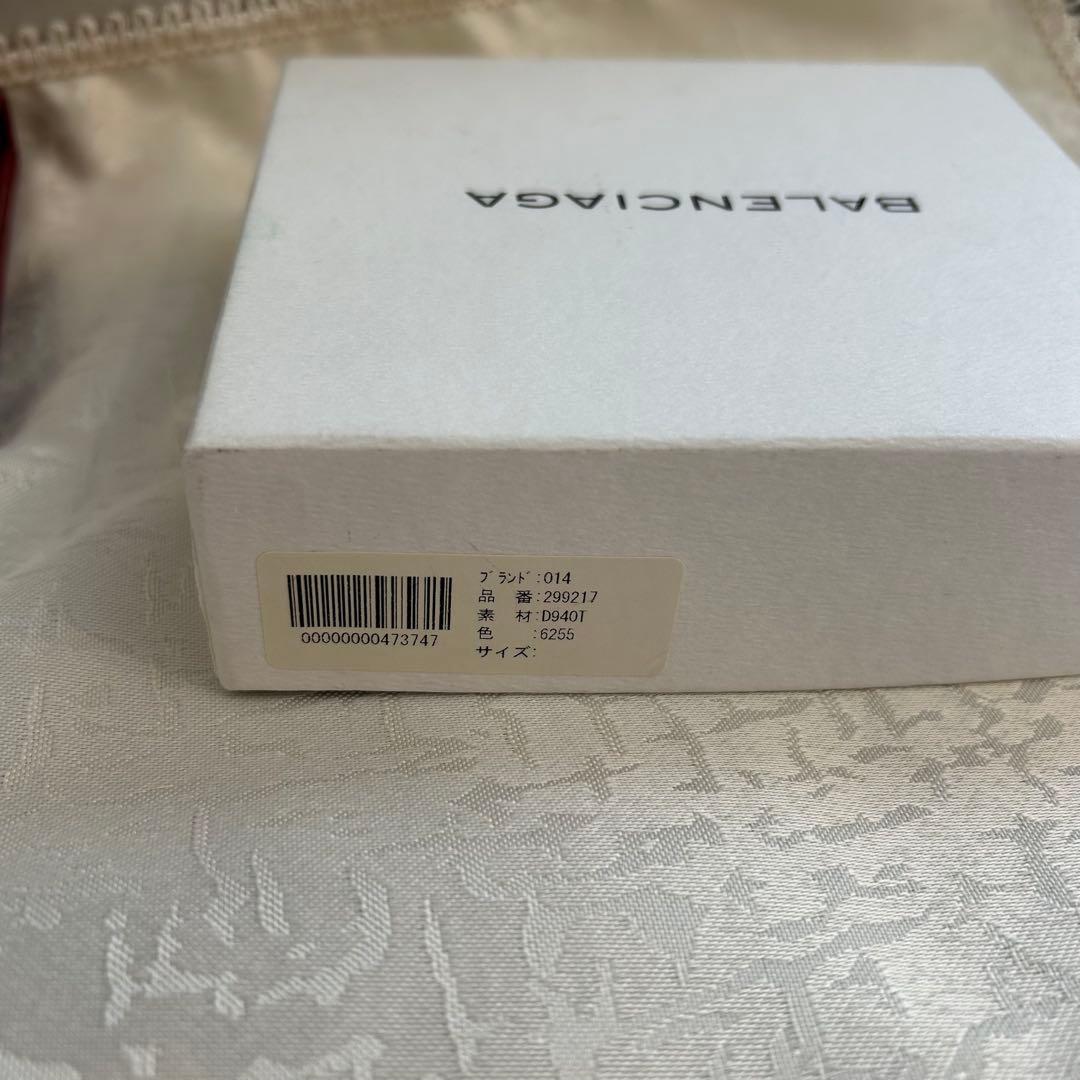 BALENCIAGA
00000000473747
ﾌﾞﾗﾝﾄﾞ:014
品　番:299217
素　材:D940T
色　　:6255
サイズ: